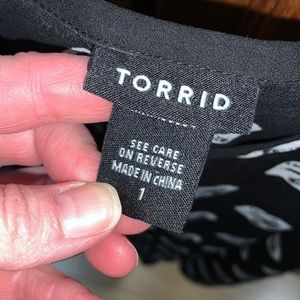 TORRID
SEE CARE
ON REVERSE
MADE IN CHINA
1